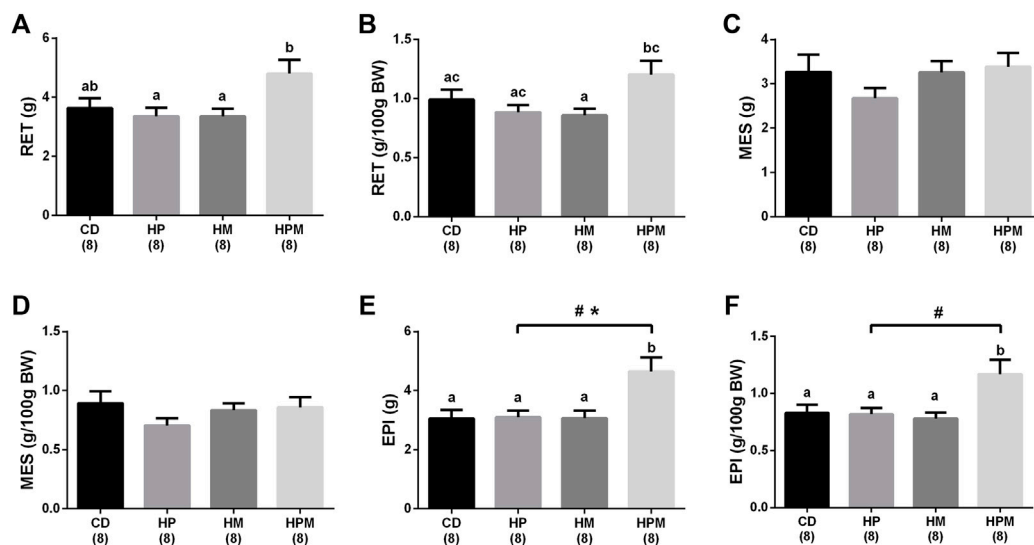 A
RET (g)
6
4
2
0
ab
a
a
b
CD
(8)
HP
(8)
HM
(8)
HPM
(8)
B
RET (g/100g BW)
1.5
1.0
0.5
0.0
ac
ac
a
bc
CD
(8)
HP
(8)
HM
(8)
HPM
(8)
C
MES (g)
4
3
2
1
0
CD
(8)
HP
(8)
HM
(8)
HPM
(8)
D
MES (g/100g BW)
1.5
1.0
0.5
0.0
CD
(8)
HP
(8)
HM
(8)
HPM
(8)
E
EPI (g)
6
4
2
0
# *
a
a
a
b
CD
(8)
HP
(8)
HM
(8)
HPM
(8)
F
EPI (g/100g BW)
1.5
1.0
0.5
0.0
#
a
a
a
b
CD
(8)
HP
(8)
HM
(8)
HPM
(8)